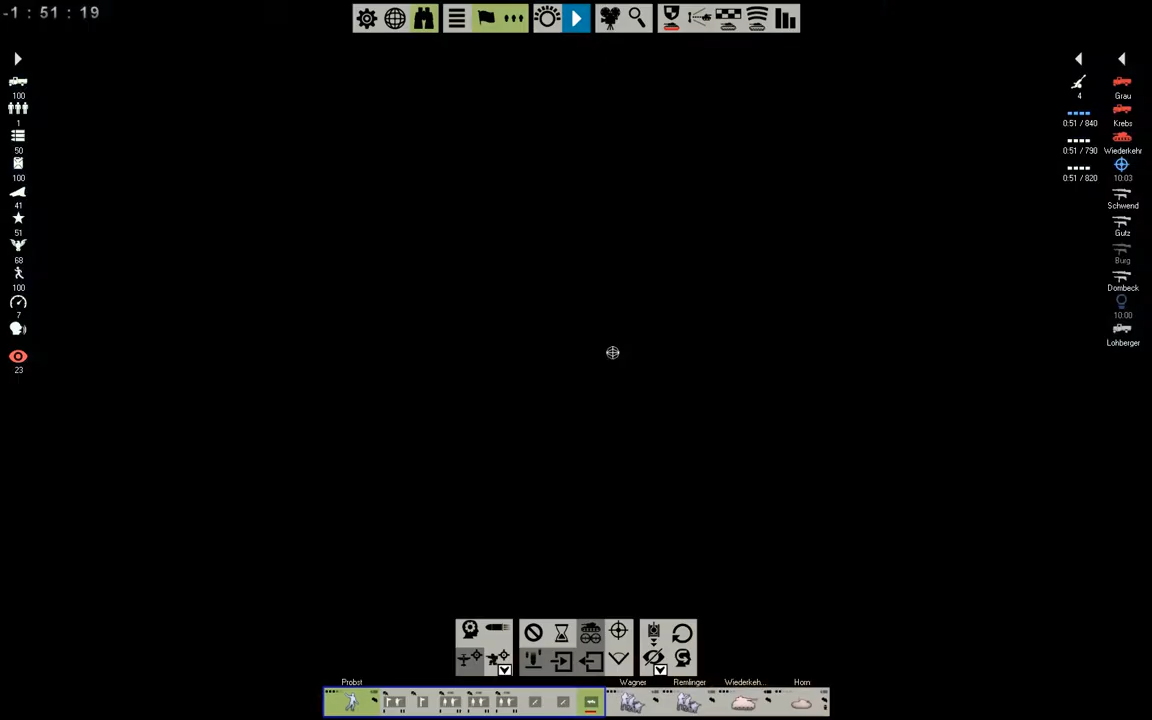 -1 : 51 : 19
100
1
50
100
41
51
68
100
7
23
4
0:51 / 840
0:51 / 790
0:51 / 820
Grau
Krebs
Wiederkehr
10:03
Schwend
Gutz
Burg
Dombeck
10:00
Lohberger
Probst
Wagner
Remlinger
Wiederkeh...
Horn